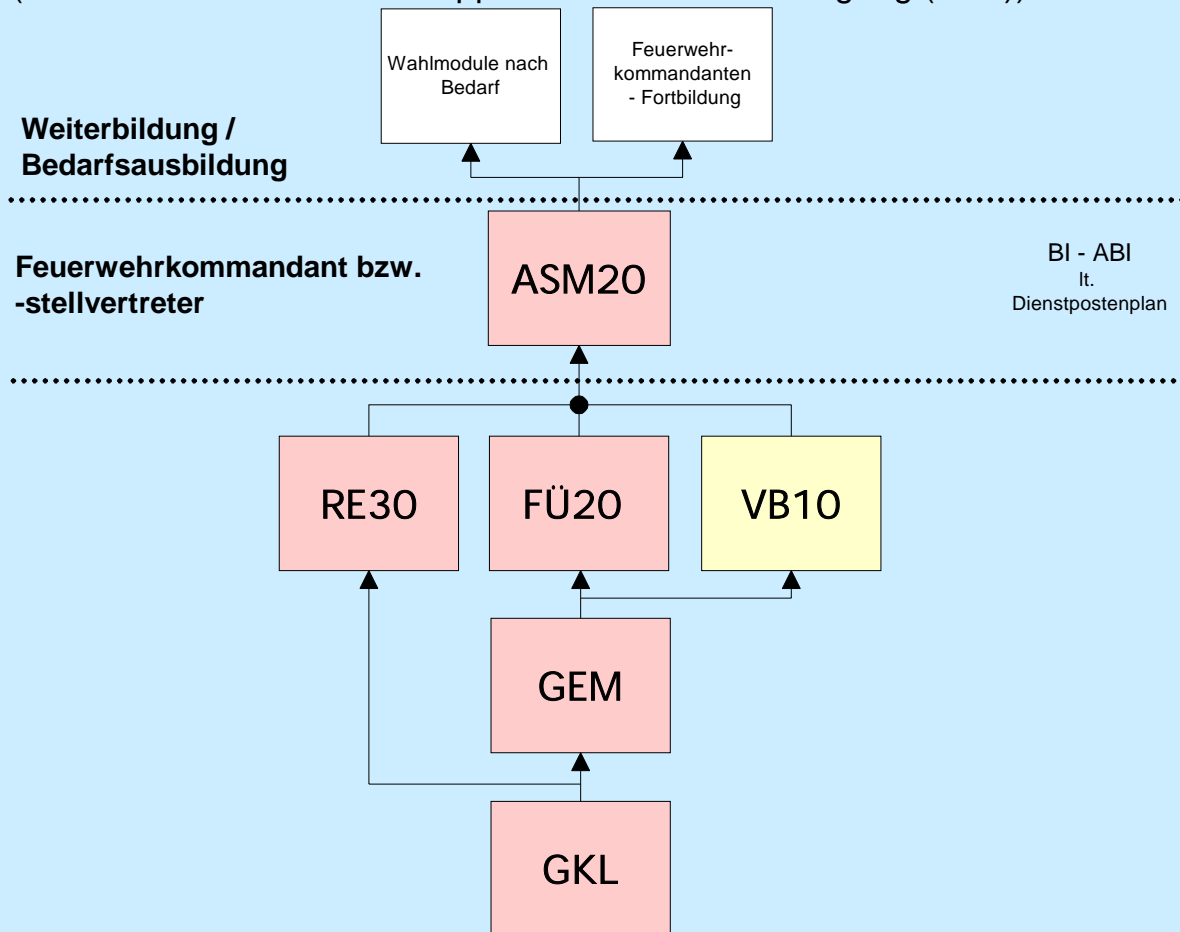 Wahlmodule nach
Bedarf
Feuerwehr-
kommandanten
- Fortbildung
Weiterbildung /
Bedarfsausbildung
ASM20
Feuerwehrkommandant bzw.
-stellvertreter
BI - ABI
lt.
Dienstpostenplan
RE30
FÜ20
VB10
GEM
GKL